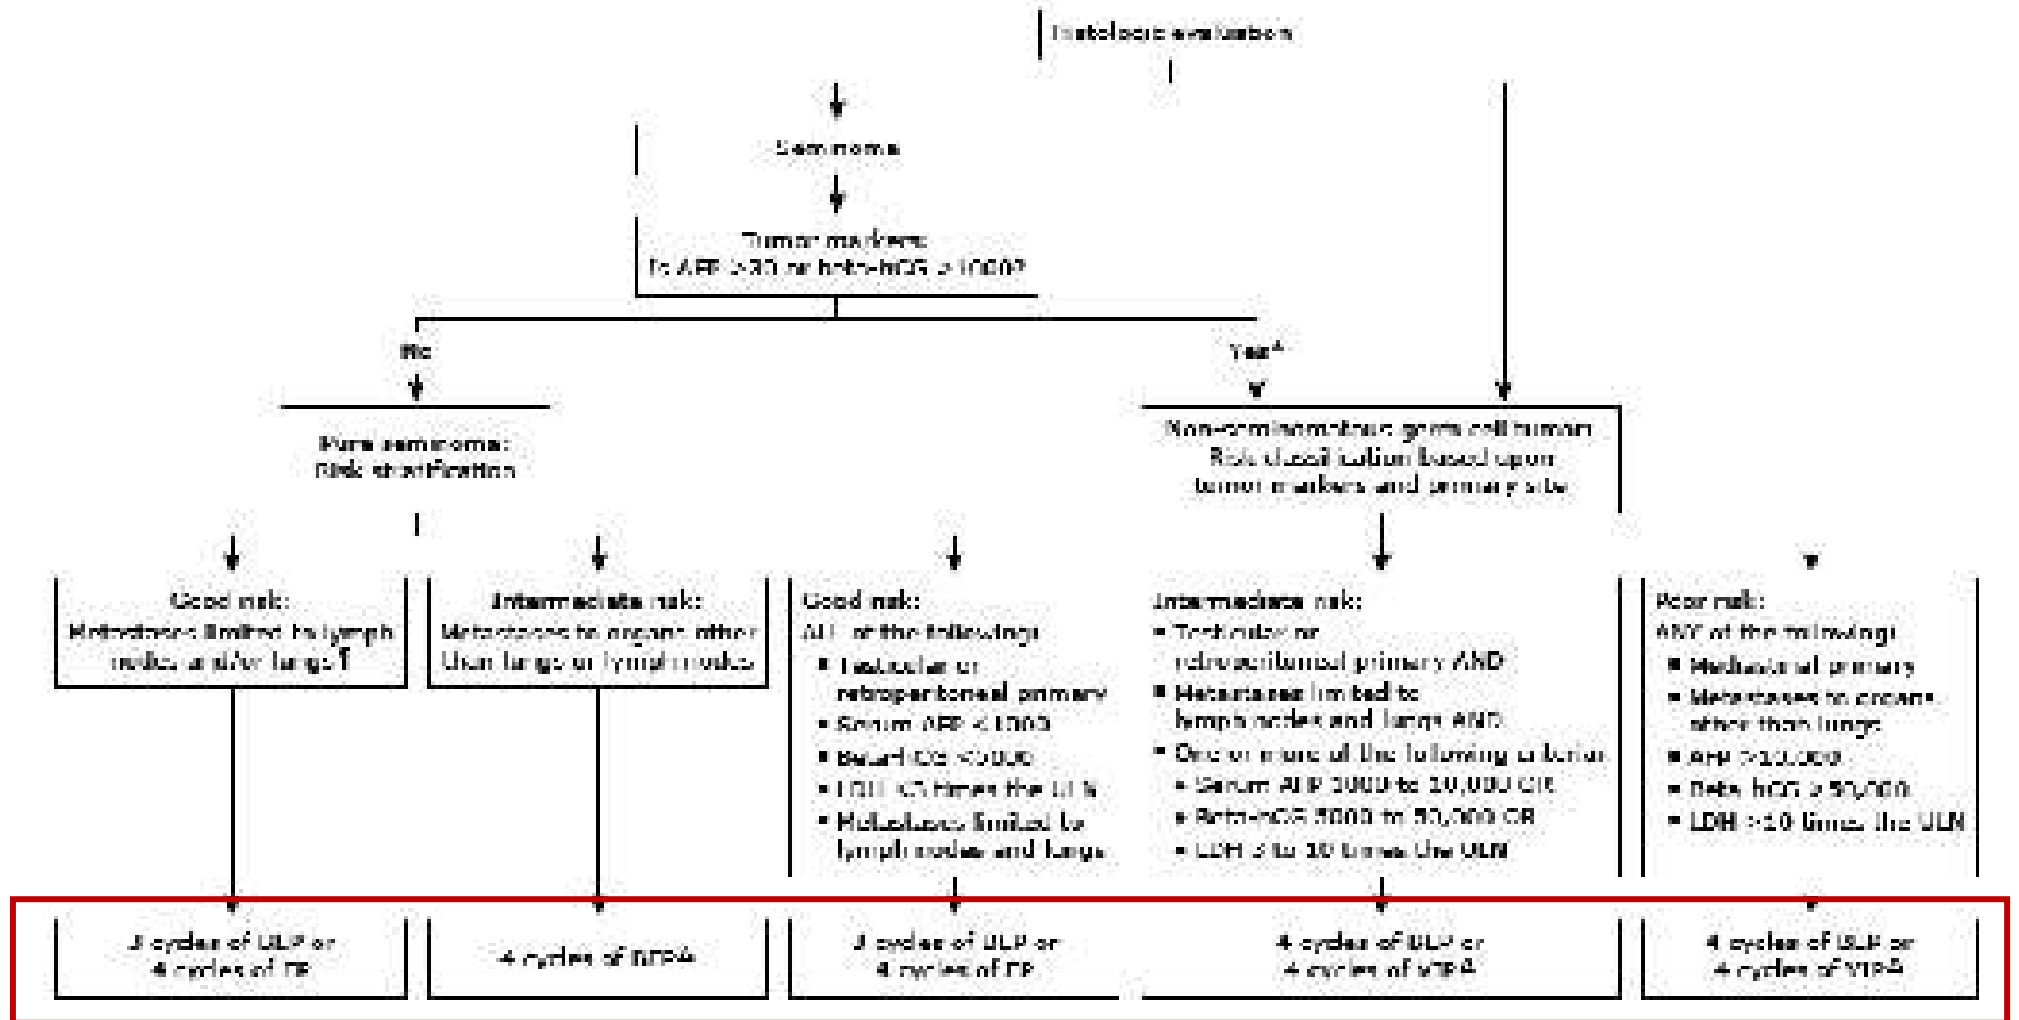 Histologic evaluation
Seminoma
Tumor markers:
Is AFP >30 or beta-hCG >1000?
No
Yes*
Pure seminoma:
Risk stratification
Non-seminomatous germ cell tumor:
Risk classification based upon
tumor markers and primary site
Good risk:
Metastases limited to lymph
nodes and/or lungs¶
Intermediate risk:
Metastases to organs other
than lungs or lymph nodes
Good risk:
ALL of the following:
▪ Testicular or
retroperitoneal primary
▪ Serum AFP <1000
▪ Beta-hCG <5000
▪ LDH <3 times the ULN
▪ Metastases limited to
lymph nodes and lungs
Intermediate risk:
▪ Testicular or
retroperitoneal primary AND
▪ Metastases limited to
lymph nodes and lungs AND
▪ One or more of the following criteria:
• Serum AFP 1000 to 10,000 OR
• Beta-hCG 5000 to 50,000 OR
• LDH 3 to 10 times the ULN
Poor risk:
ANY of the following:
▪ Mediastinal primary
▪ Metastases to organs
other than lungs
▪ AFP >10,000
▪ Beta-hCG >50,000
▪ LDH >10 times the ULN
3 cycles of BEP or
4 cycles of EP
4 cycles of BEPΔ
3 cycles of BEP or
4 cycles of EP
4 cycles of BEP or
4 cycles of VIPΔ
4 cycles of BEP or
4 cycles of VIPΔ